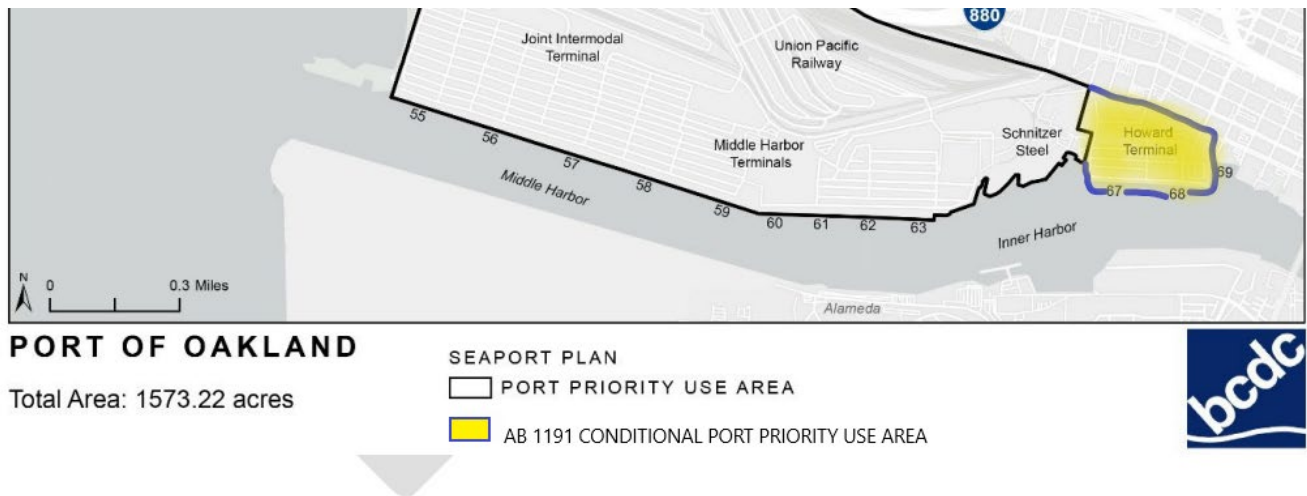 880
Joint Intermodal
Terminal
Union Pacific
Railway
55
56
57
58
59
60
61
62
63
Middle Harbor
Terminals
Schnitzer
Steel
Howard
Terminal
67
68
69
Middle Harbor
Inner Harbor
Alameda
N
0 0.3 Miles
PORT OF OAKLAND
Total Area: 1573.22 acres
SEAPORT PLAN
PORT PRIORITY USE AREA
AB 1191 CONDITIONAL PORT PRIORITY USE AREA
bcdc